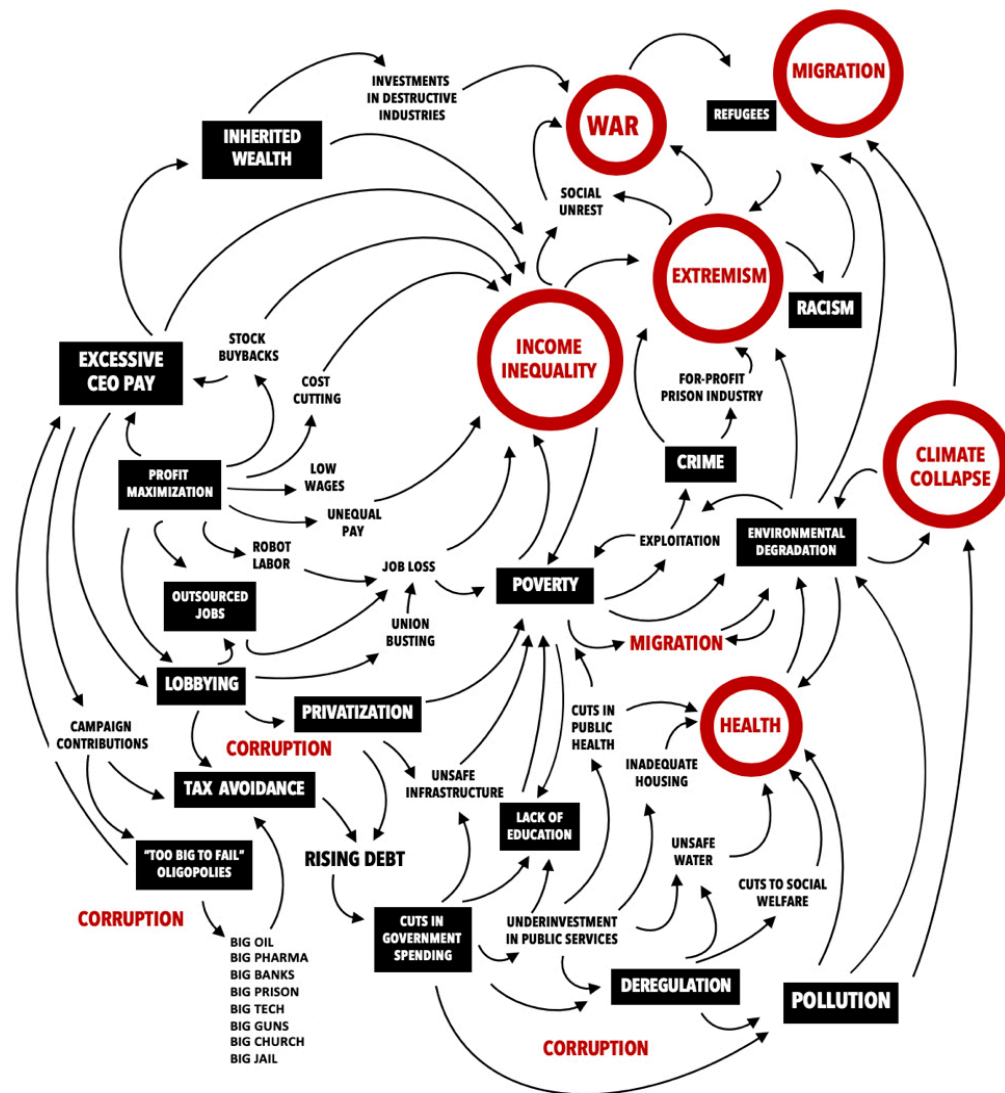 INVESTMENTS
IN DESTRUCTIVE
INDUSTRIES
MIGRATION
WAR
REFUGEES
INHERITED
WEALTH
SOCIAL
UNREST
EXTREMISM
RACISM
EXCESSIVE
CEO PAY
STOCK
BUYBACKS
COST
CUTTING
INCOME
INEQUALITY
FOR-PROFIT
PRISON INDUSTRY
CRIME
CLIMATE
COLLAPSE
PROFIT
MAXIMIZATION
LOW
WAGES
UNEQUAL
PAY
ROBOT
LABOR
JOB LOSS
EXPLOITATION
ENVIRONMENTAL
DEGRADATION
POVERTY
OUTSOURCED
JOBS
UNION
BUSTING
MIGRATION
LOBBYING
PRIVATIZATION
CORRUPTION
CAMPAIGN
CONTRIBUTIONS
CUTS IN
PUBLIC
HEALTH
HEALTH
INADEQUATE
HOUSING
TAX AVOIDANCE
UNSAFE
INFRASTRUCTURE
LACK OF
EDUCATION
RISING DEBT
UNSAFE
WATER
"TOO BIG TO FAIL"
OLIGOPOLIES
CUTS TO SOCIAL
WELFARE
CORRUPTION
CUTS IN
GOVERNMENT
SPENDING
UNDERINVESTMENT
IN PUBLIC SERVICES
DEREGULATION
POLLUTION
BIG OIL
BIG PHARMA
BIG BANKS
BIG PRISON
BIG TECH
BIG GUNS
BIG CHURCH
BIG JAIL
CORRUPTION